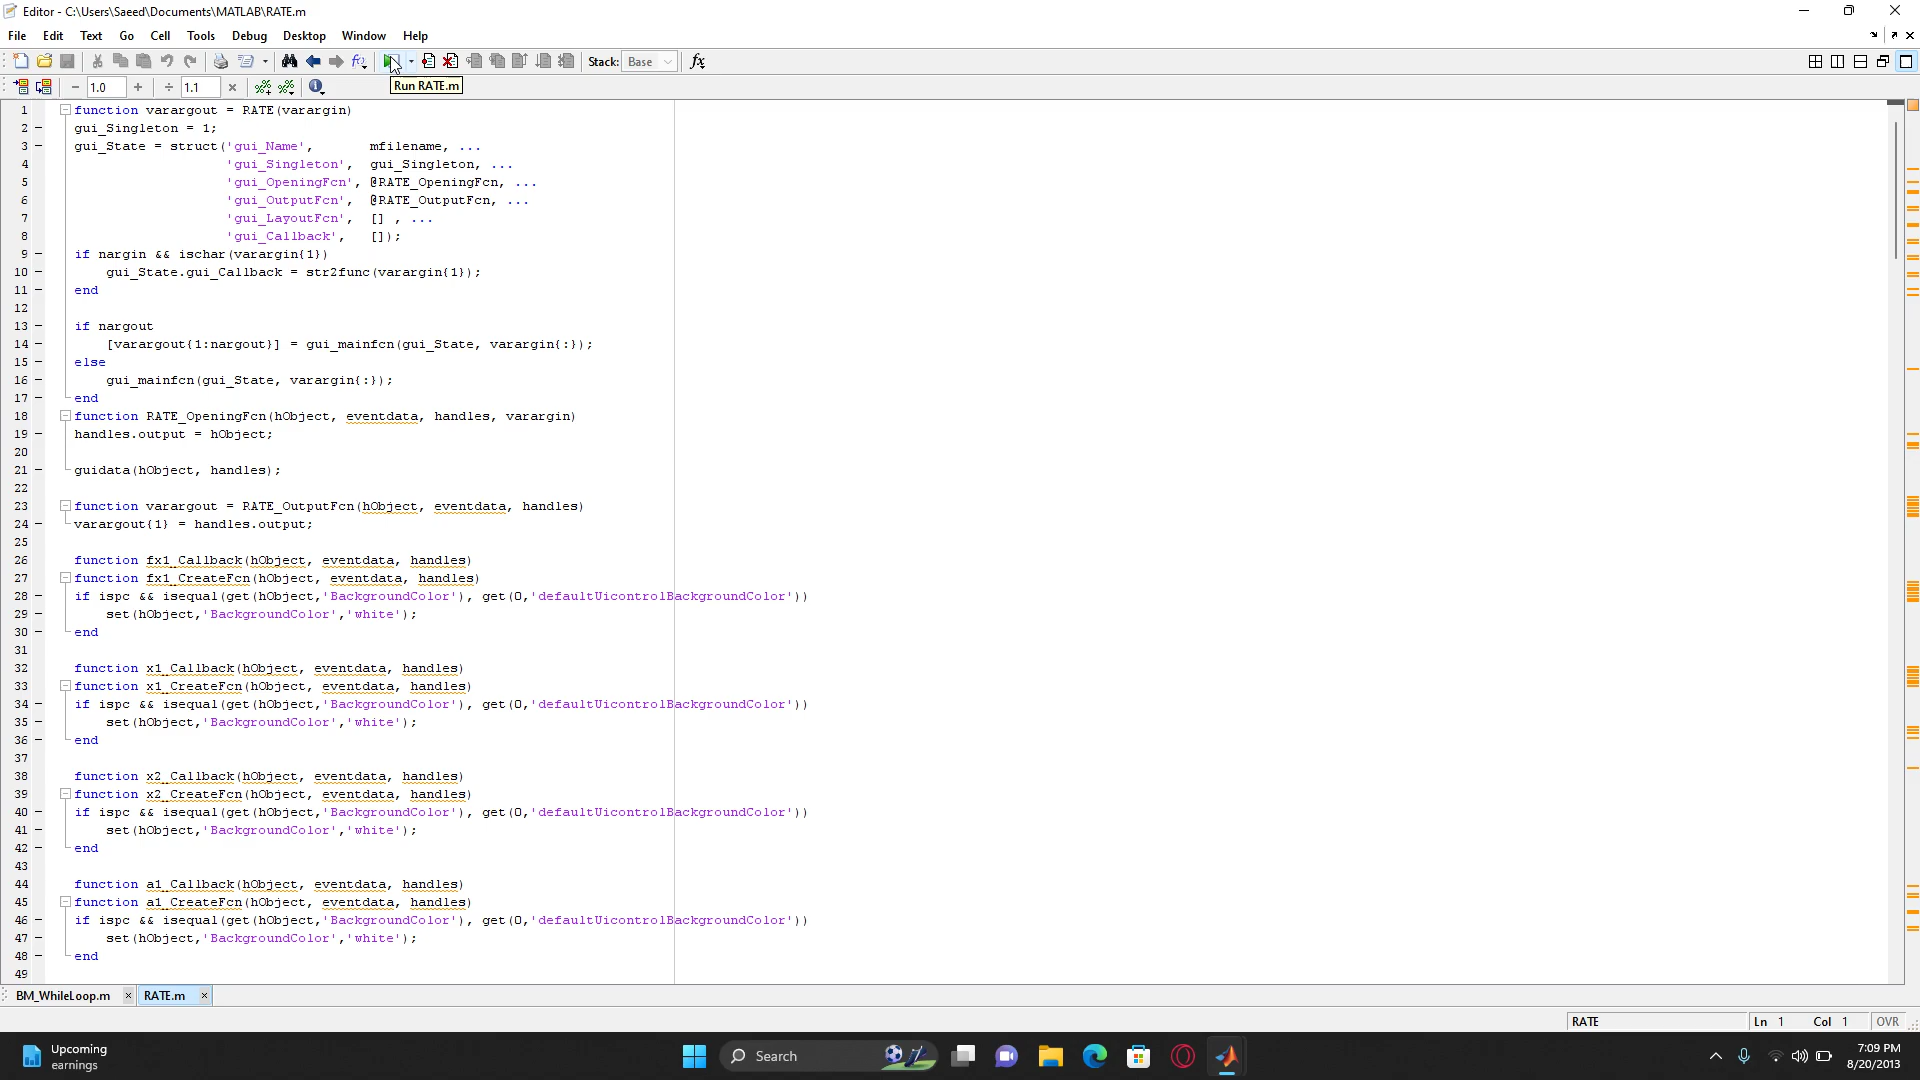 Editor - C:\Users\Saeed\Documents\MATLAB\RATE.m
File Edit Text Go Cell Tools Debug Desktop Window Help
Stack: Base fx
- 1.0 + ÷ 1.1 ×
Run RATE.m
1 function varargout = RATE(varargin)
2 - gui_Singleton = 1;
3 - gui_State = struct('gui_Name', mfilename, ...
4 'gui_Singleton', gui_Singleton, ...
5 'gui_OpeningFcn', @RATE_OpeningFcn, ...
6 'gui_OutputFcn', @RATE_OutputFcn, ...
7 'gui_LayoutFcn', [] , ...
8 'gui_Callback', []);
9 - if nargin && ischar(varargin{1})
10 - gui_State.gui_Callback = str2func(varargin{1});
11 - end
12
13 - if nargout
14 - [varargout{1:nargout}] = gui_mainfcn(gui_State, varargin{:});
15 - else
16 - gui_mainfcn(gui_State, varargin{:});
17 - end
18 function RATE_OpeningFcn(hObject, eventdata, handles, varargin)
19 - handles.output = hObject;
20
21 - guidata(hObject, handles);
22
23 function varargout = RATE_OutputFcn(hObject, eventdata, handles)
24 - varargout{1} = handles.output;
25
26 function fx1_Callback(hObject, eventdata, handles)
27 function fx1_CreateFcn(hObject, eventdata, handles)
28 - if ispc && isequal(get(hObject,'BackgroundColor'), get(0,'defaultUicontrolBackgroundColor'))
29 - set(hObject,'BackgroundColor','white');
30 - end
31
32 function x1_Callback(hObject, eventdata, handles)
33 function x1_CreateFcn(hObject, eventdata, handles)
34 - if ispc && isequal(get(hObject,'BackgroundColor'), get(0,'defaultUicontrolBackgroundColor'))
35 - set(hObject,'BackgroundColor','white');
36 - end
37
38 function x2_Callback(hObject, eventdata, handles)
39 function x2_CreateFcn(hObject, eventdata, handles)
40 - if ispc && isequal(get(hObject,'BackgroundColor'), get(0,'defaultUicontrolBackgroundColor'))
41 - set(hObject,'BackgroundColor','white');
42 - end
43
44 function a1_Callback(hObject, eventdata, handles)
45 function a1_CreateFcn(hObject, eventdata, handles)
46 - if ispc && isequal(get(hObject,'BackgroundColor'), get(0,'defaultUicontrolBackgroundColor'))
47 - set(hObject,'BackgroundColor','white');
48 - end
49
BM_WhileLoop.m × RATE.m ×
RATE Ln 1 Col 1 OVR
Upcoming
earnings
Search
7:09 PM
8/20/2013